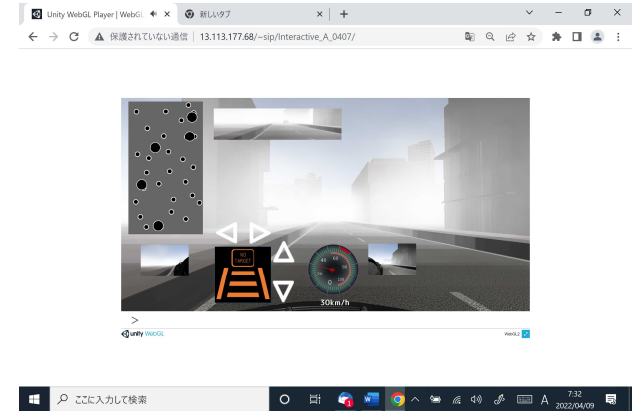 Unity WebGL Player | WebGL
新しいタブ
保護されていない通信 | 13.113.177.68/~sip/Interactive_A_0407/
NO
TARGET
30km/h
>
unity WebGL
WebGL2
ここに入力して検索
A
7:32
2022/04/09